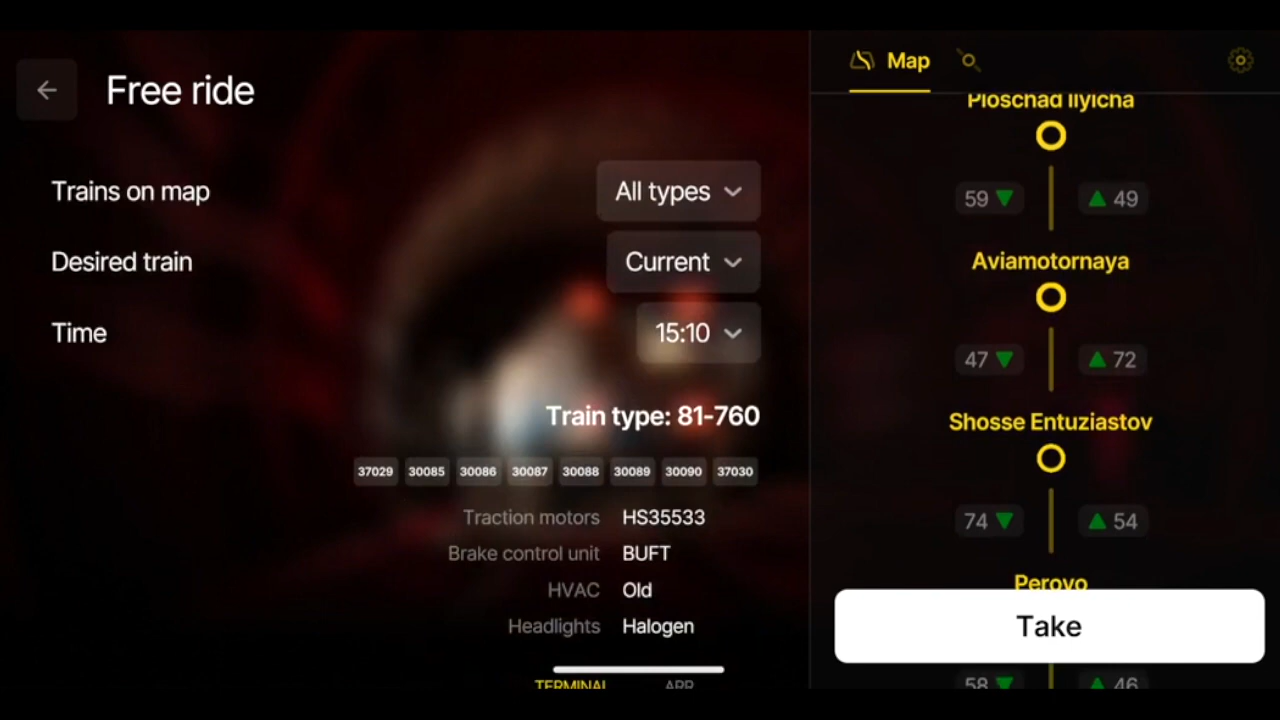 Free ride
Trains on map
All types
Desired train
Current
Time
15:10
Train type: 81-760
37029 30085 30086 30087 30088 30089 30090 37030
Traction motors HS35533
Brake control unit BUFT
HVAC Old
Headlights Halogen
TERMINAL ARR
Map
Ploschad Ilyicha
59 49
Aviamotornaya
47 72
Shosse Entuziastov
74 54
Perovo
Take
58 46